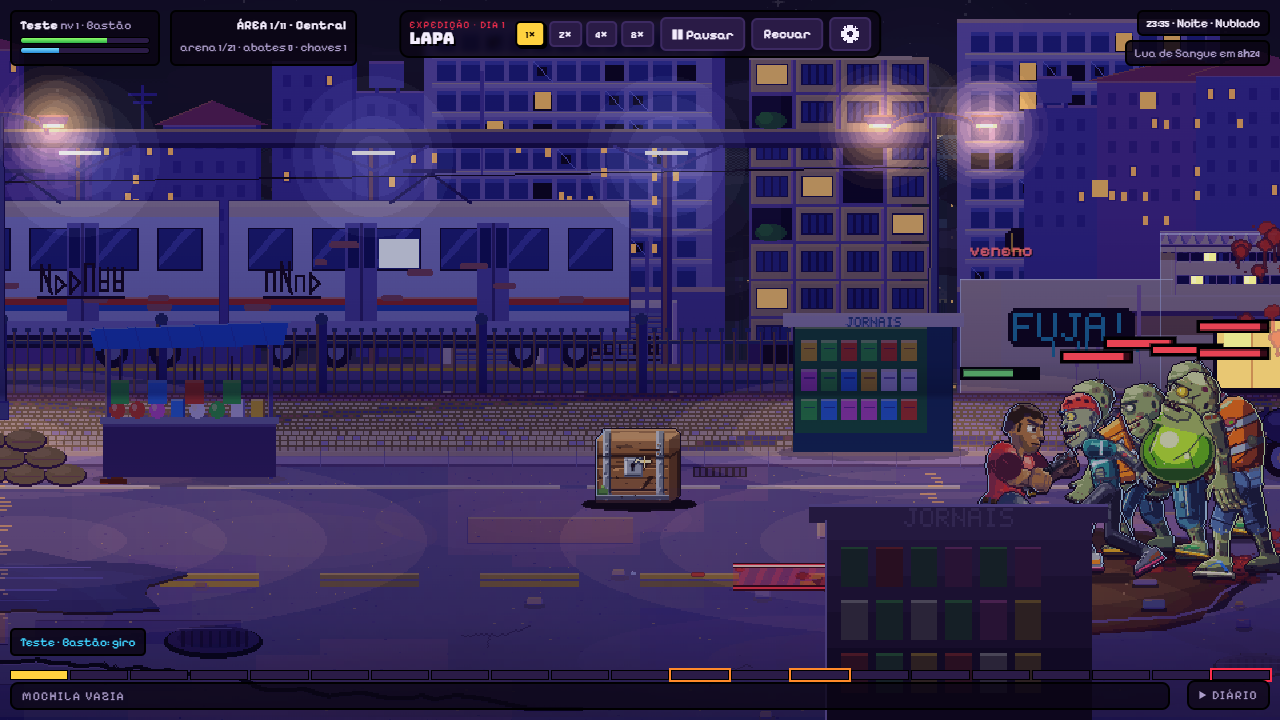 Teste nv 1 · Bastão
ÁREA 1/11 · Central
arena 1/21 · abates 0 · chaves 1
EXPEDIÇÃO · DIA 1
LAPA
1×
2×
4×
8×
Pausar
Recuar
23:35 · Noite · Nublado
Lua de Sangue em 8h24
veneno
FUJA!
JORNAIS
JORNAIS
Teste · Bastão: giro
MOCHILA VAZIA
DIÁRIO